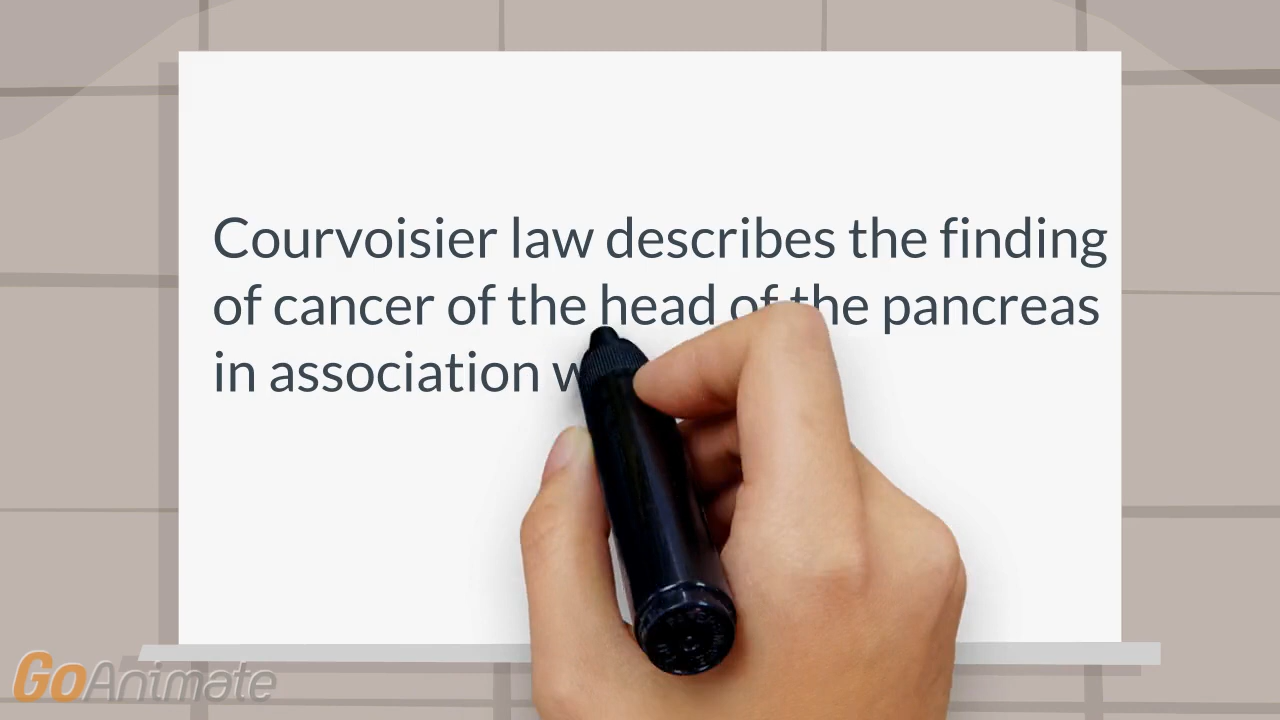 Courvoisier law describes the finding
of cancer of the head of the pancreas
in association
GoAnimate